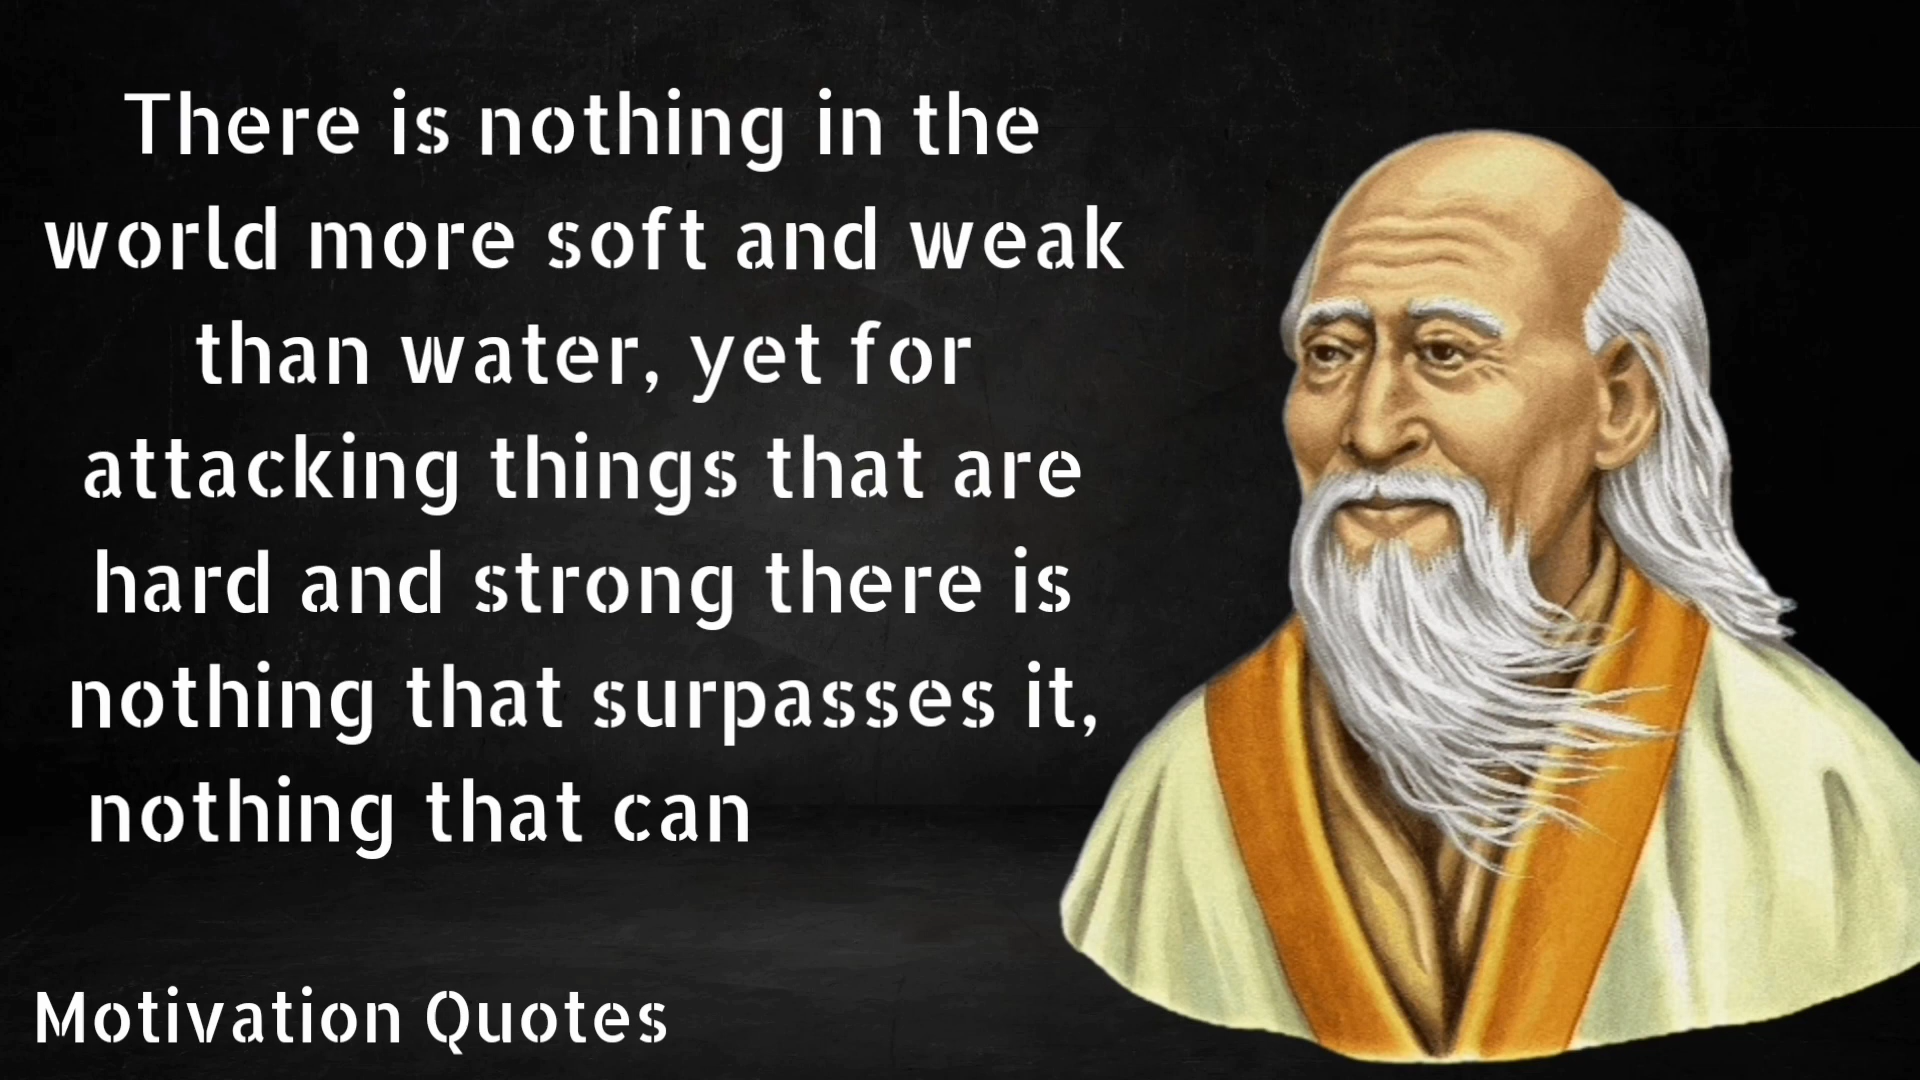 There is nothing in the
world more soft and weak
than water, yet for
attacking things that are
hard and strong there is
nothing that surpasses it,
nothing that can
Motivation Quotes